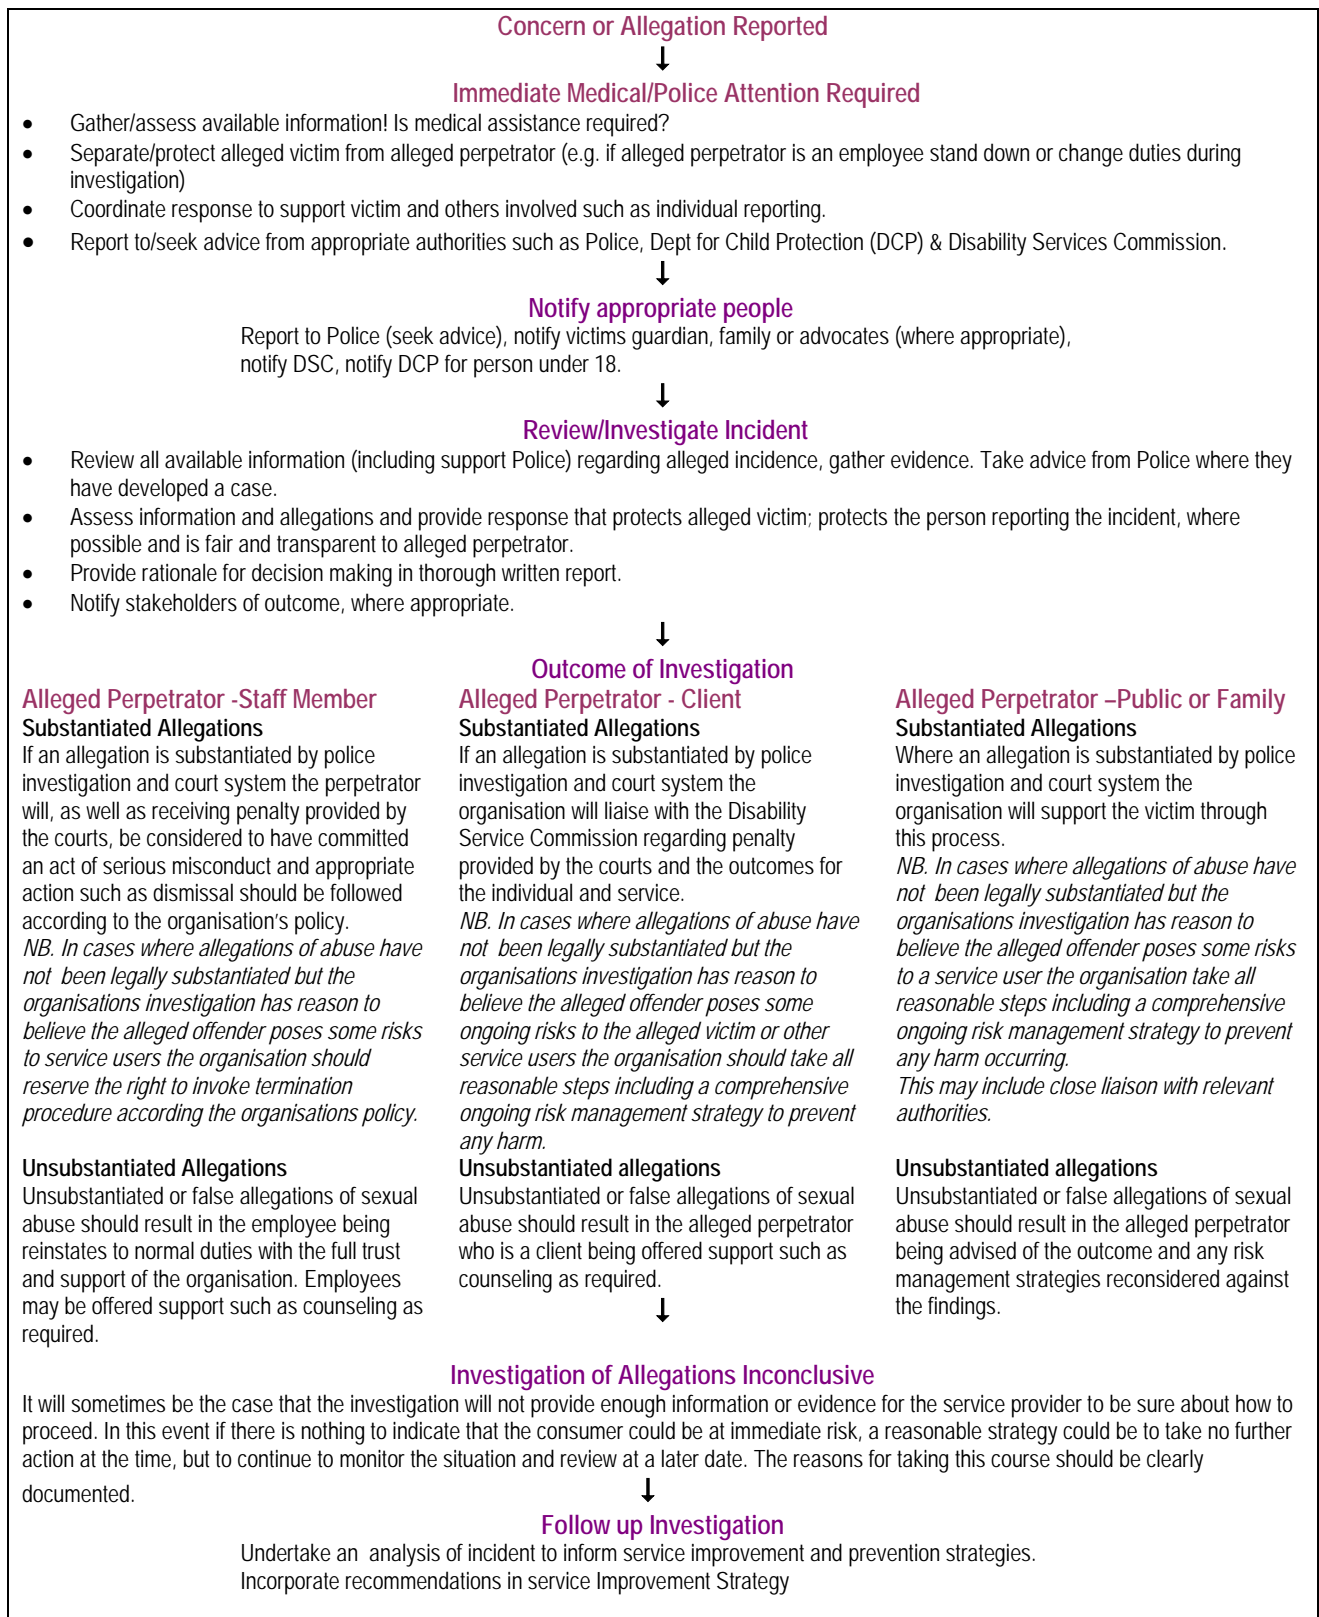 Concern or Allegation Reported
↓
Immediate Medical/Police Attention Required
• Gather/assess available information! Is medical assistance required?
• Separate/protect alleged victim from alleged perpetrator (e.g. if alleged perpetrator is an employee stand down or change duties during
investigation)
• Coordinate response to support victim and others involved such as individual reporting.
• Report to/seek advice from appropriate authorities such as Police, Dept for Child Protection (DCP) & Disability Services Commission.
↓
Notify appropriate people
Report to Police (seek advice), notify victims guardian, family or advocates (where appropriate),
notify DSC, notify DCP for person under 18.
↓
Review/Investigate Incident
• Review all available information (including support Police) regarding alleged incidence, gather evidence. Take advice from Police where they
have developed a case.
• Assess information and allegations and provide response that protects alleged victim; protects the person reporting the incident, where
possible and is fair and transparent to alleged perpetrator.
• Provide rationale for decision making in thorough written report.
• Notify stakeholders of outcome, where appropriate.
↓
Outcome of Investigation
Alleged Perpetrator -Staff Member
Substantiated Allegations
If an allegation is substantiated by police
investigation and court system the perpetrator
will, as well as receiving penalty provided by
the courts, be considered to have committed
an act of serious misconduct and appropriate
action such as dismissal should be followed
according to the organisation's policy.
NB. In cases where allegations of abuse have
not been legally substantiated but the
organisations investigation has reason to
believe the alleged offender poses some risks
to service users the organisation should
reserve the right to invoke termination
procedure according the organisations policy.
Unsubstantiated Allegations
Unsubstantiated or false allegations of sexual
abuse should result in the employee being
reinstates to normal duties with the full trust
and support of the organisation. Employees
may be offered support such as counseling as
required.
Alleged Perpetrator - Client
Substantiated Allegations
If an allegation is substantiated by police
investigation and court system the
organisation will liaise with the Disability
Service Commission regarding penalty
provided by the courts and the outcomes for
the individual and service.
NB. In cases where allegations of abuse have
not been legally substantiated but the
organisations investigation has reason to
believe the alleged offender poses some
ongoing risks to the alleged victim or other
service users the organisation should take all
reasonable steps including a comprehensive
ongoing risk management strategy to prevent
any harm.
Unsubstantiated allegations
Unsubstantiated or false allegations of sexual
abuse should result in the alleged perpetrator
who is a client being offered support such as
counseling as required.
↓
Alleged Perpetrator –Public or Family
Substantiated Allegations
Where an allegation is substantiated by police
investigation and court system the
organisation will support the victim through
this process.
NB. In cases where allegations of abuse have
not been legally substantiated but the
organisations investigation has reason to
believe the alleged offender poses some risks
to a service user the organisation take all
reasonable steps including a comprehensive
ongoing risk management strategy to prevent
any harm occurring.
This may include close liaison with relevant
authorities.
Unsubstantiated allegations
Unsubstantiated or false allegations of sexual
abuse should result in the alleged perpetrator
being advised of the outcome and any risk
management strategies reconsidered against
the findings.
Investigation of Allegations Inconclusive
It will sometimes be the case that the investigation will not provide enough information or evidence for the service provider to be sure about how to
proceed. In this event if there is nothing to indicate that the consumer could be at immediate risk, a reasonable strategy could be to take no further
action at the time, but to continue to monitor the situation and review at a later date. The reasons for taking this course should be clearly
documented.
↓
Follow up Investigation
Undertake an analysis of incident to inform service improvement and prevention strategies.
Incorporate recommendations in service Improvement Strategy